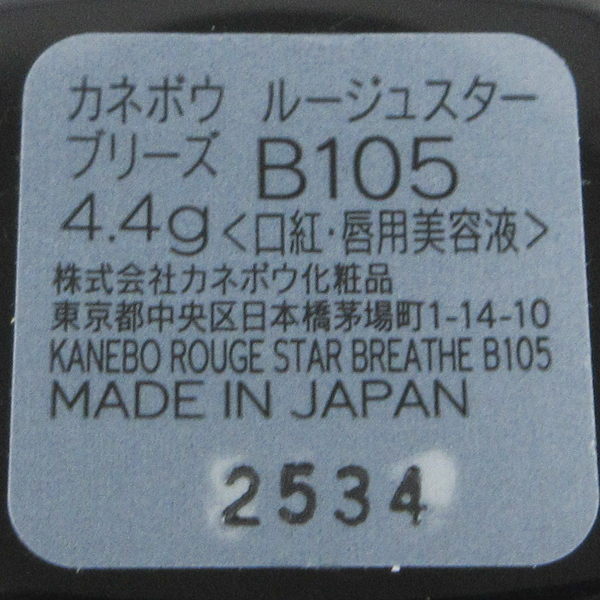 カネボウ ルージュスター
ブリーズ B105
4.4g <口紅・唇用美容液>
株式会社カネボウ化粧品
東京都中央区日本橋茅場町1-14-10
KANEBO ROUGE STAR BREATHE B105
MADE IN JAPAN
2534